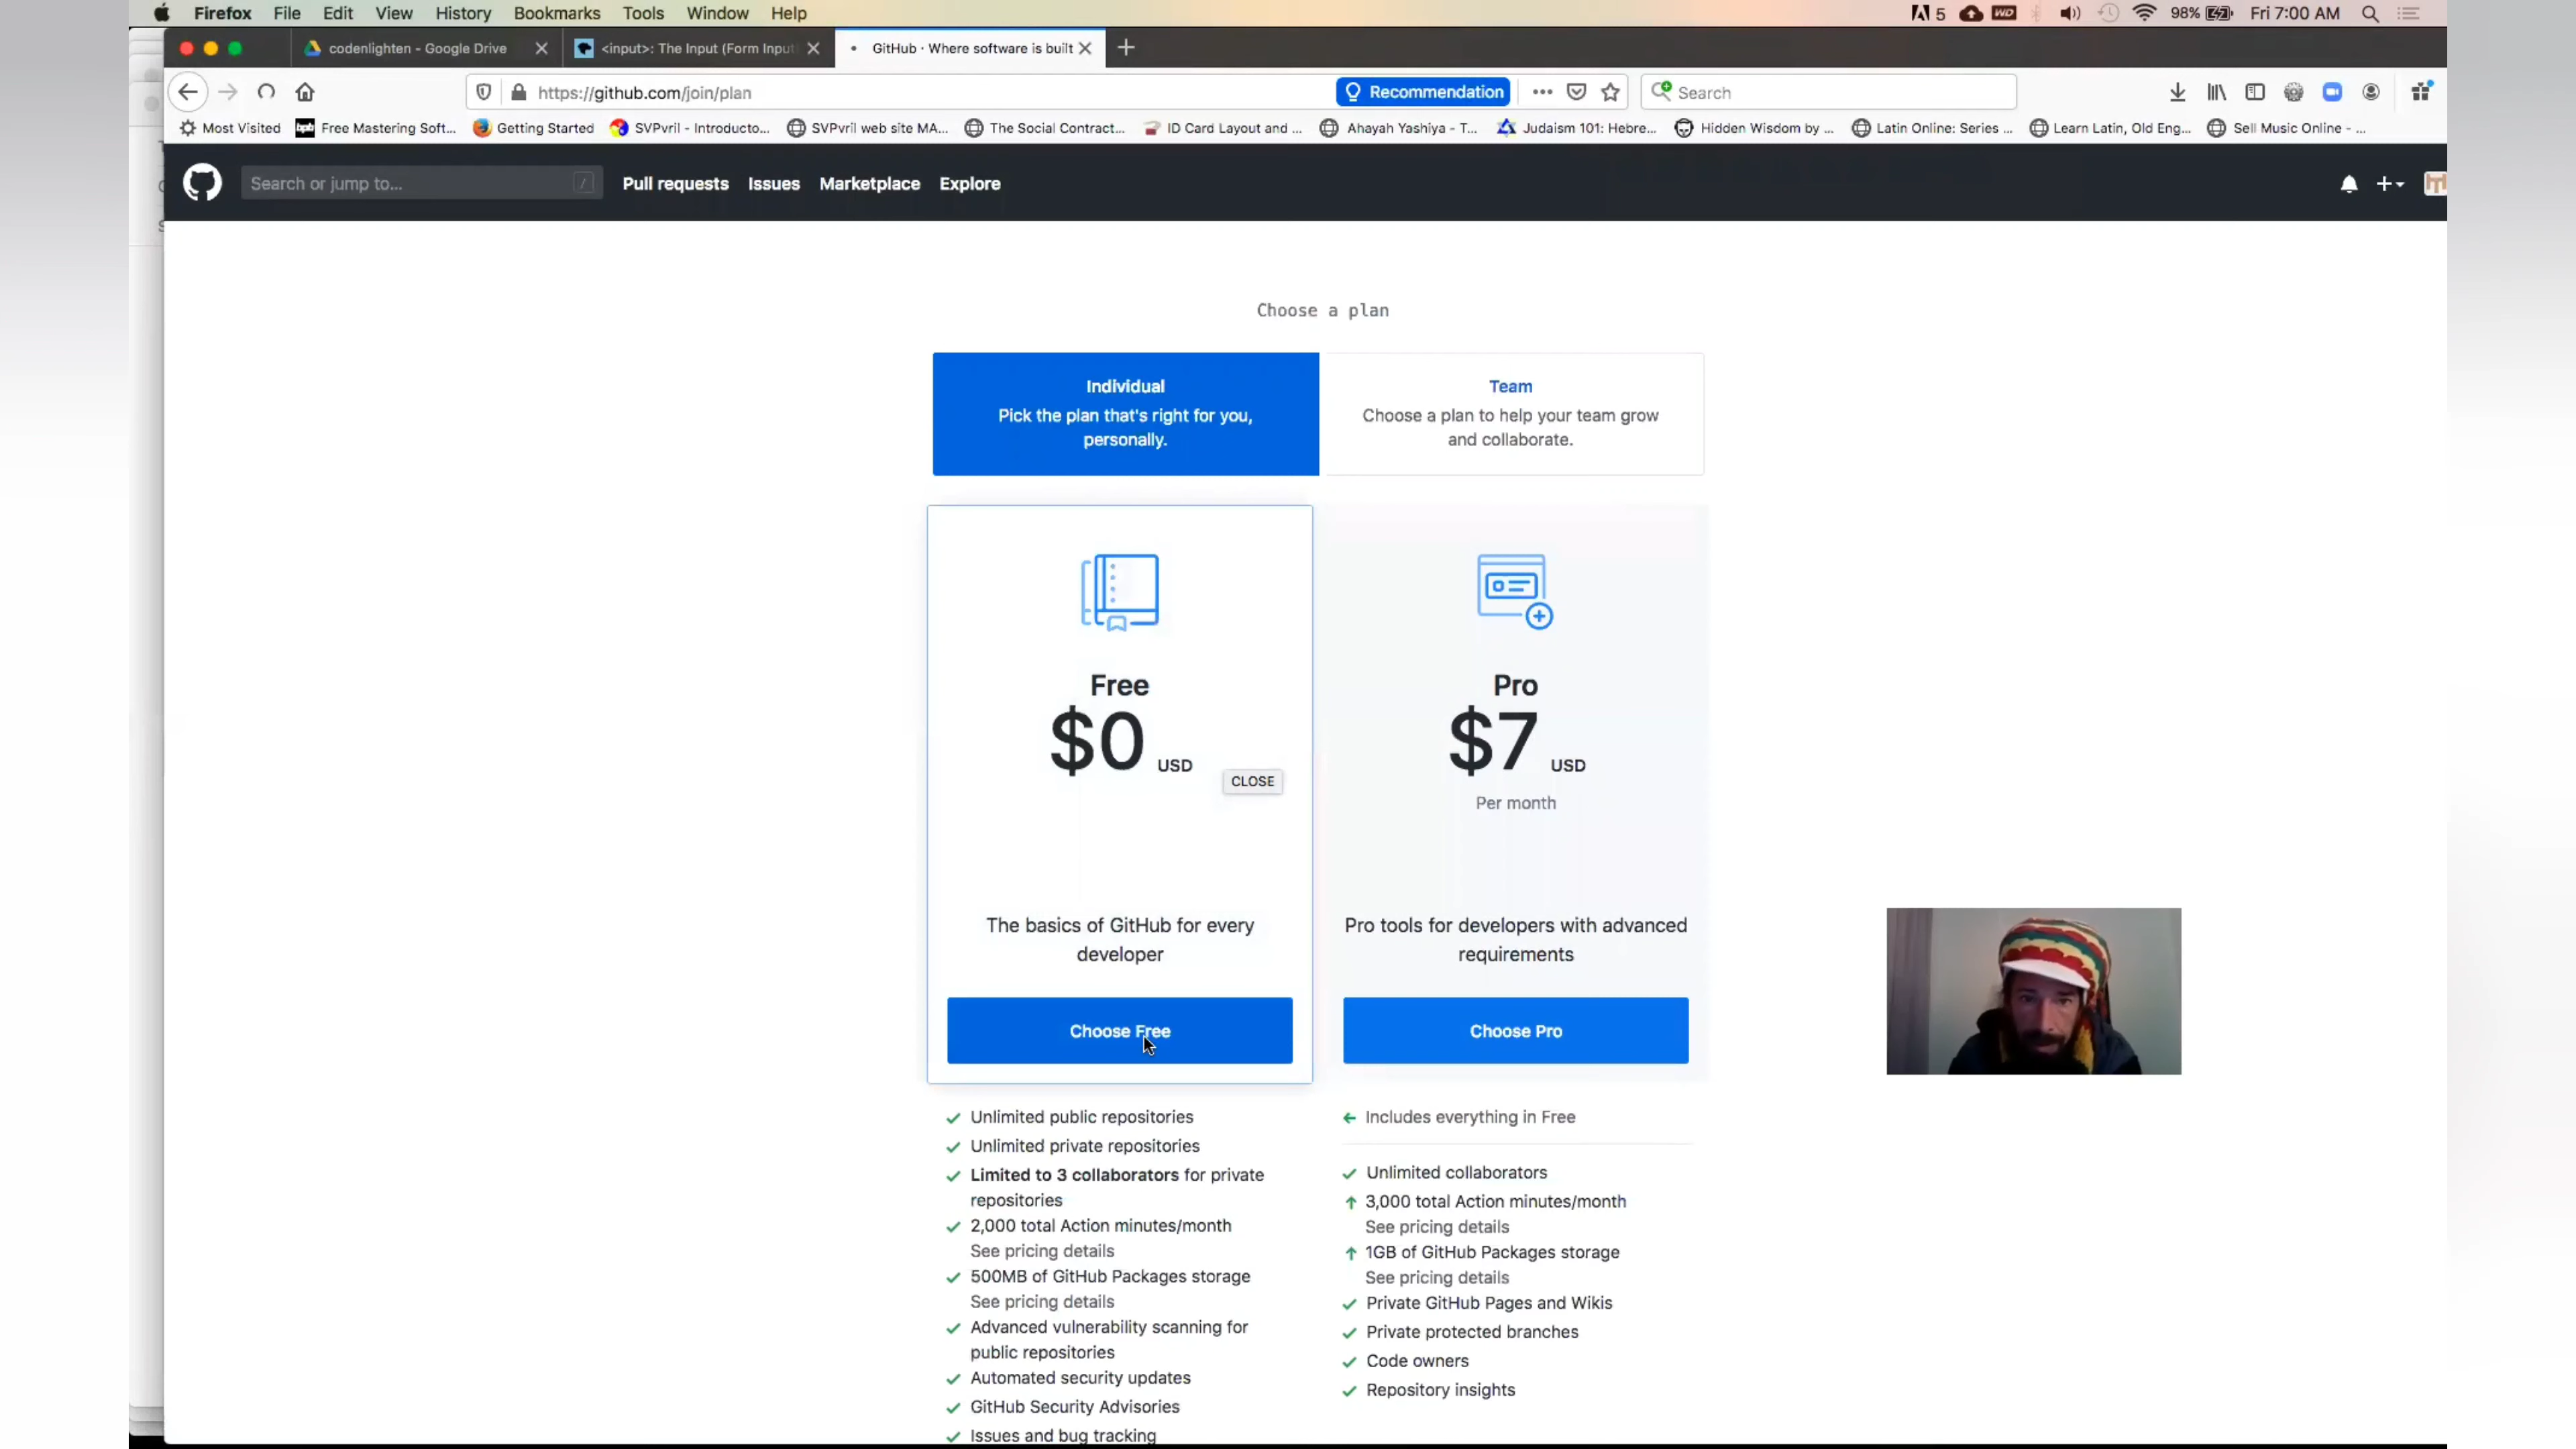 Firefox File Edit View History Bookmarks Tools Window Help
5 WD 98% Fri 7:00 AM
codenlighten - Google Drive
<input>: The Input (Form Input
GitHub · Where software is built
https://github.com/join/plan
Recommendation
Search
Most Visited
Free Mastering Soft...
Getting Started
SVPvril - Introducto...
SVPvril web site MA...
The Social Contract...
ID Card Layout and ...
Ahayah Yashiya - T...
Judaism 101: Hebre...
Hidden Wisdom by ...
Latin Online: Series ...
Learn Latin, Old Eng...
Sell Music Online - ...
Search or jump to... /
Pull requests Issues Marketplace Explore
Choose a plan
Individual
Pick the plan that's right for you,
personally.
Team
Choose a plan to help your team grow
and collaborate.
Free
$0 USD
CLOSE
The basics of GitHub for every
developer
Choose Free
Unlimited public repositories
Unlimited private repositories
Limited to 3 collaborators for private
repositories
2,000 total Action minutes/month
See pricing details
500MB of GitHub Packages storage
See pricing details
Advanced vulnerability scanning for
public repositories
Automated security updates
GitHub Security Advisories
Issues and bug tracking
Pro
$7 USD
Per month
Pro tools for developers with advanced
requirements
Choose Pro
Includes everything in Free
Unlimited collaborators
3,000 total Action minutes/month
See pricing details
1GB of GitHub Packages storage
See pricing details
Private GitHub Pages and Wikis
Private protected branches
Code owners
Repository insights